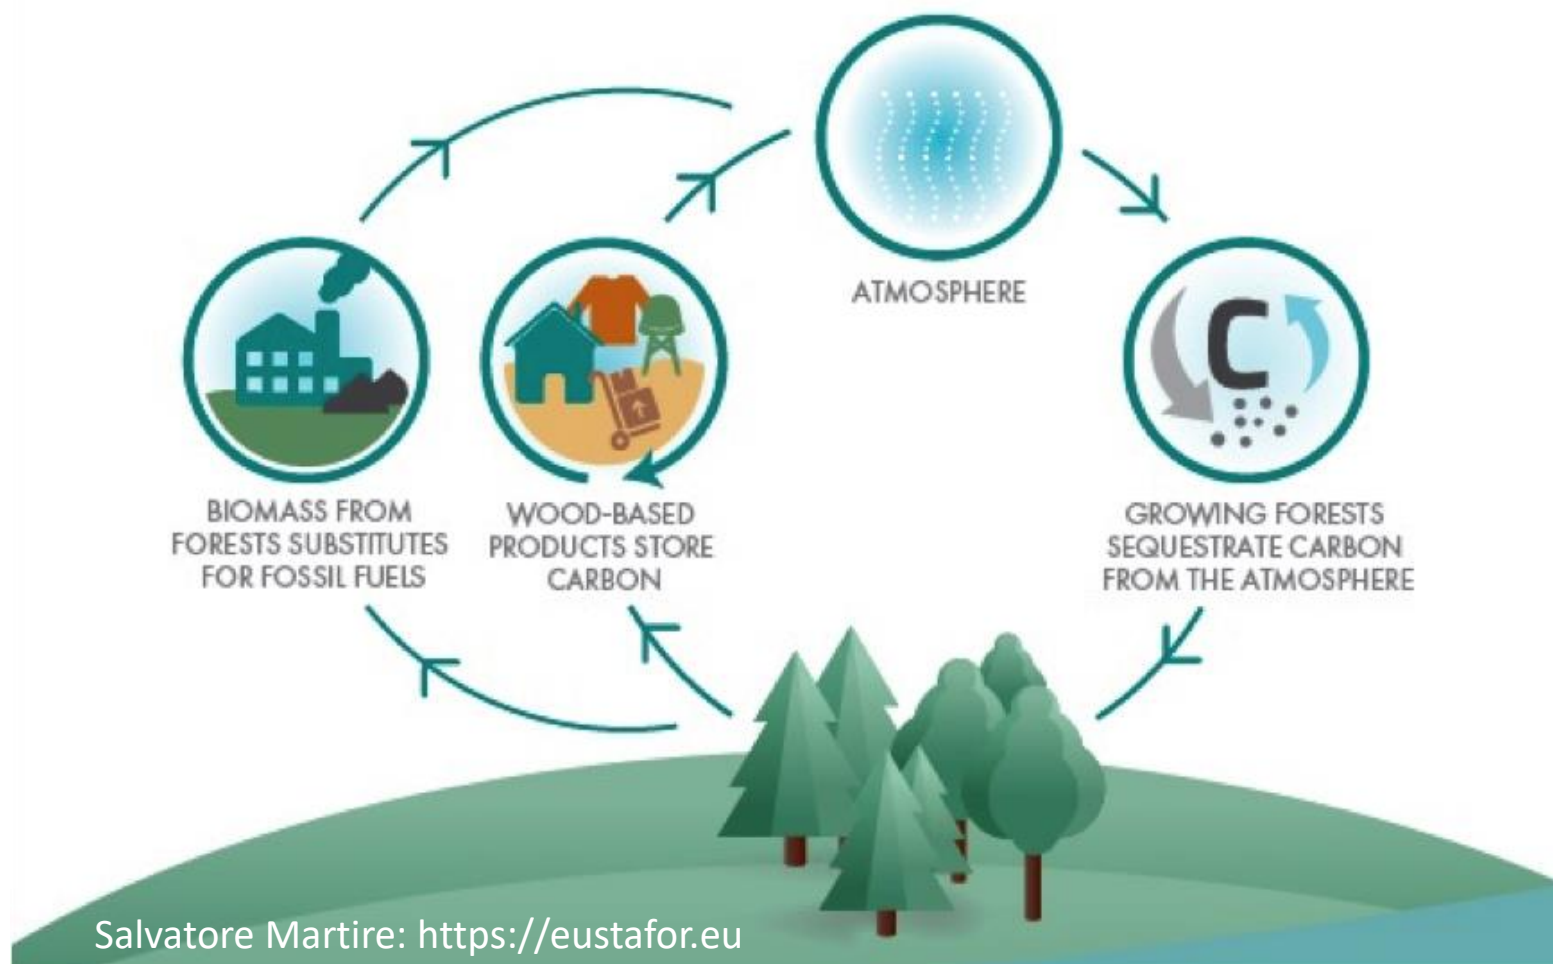 ATMOSPHERE
BIOMASS FROM
FORESTS SUBSTITUTES
FOR FOSSIL FUELS
WOOD-BASED
PRODUCTS STORE
CARBON
C
GROWING FORESTS
SEQUESTRATE CARBON
FROM THE ATMOSPHERE
Salvatore Martire: https://eustafor.eu